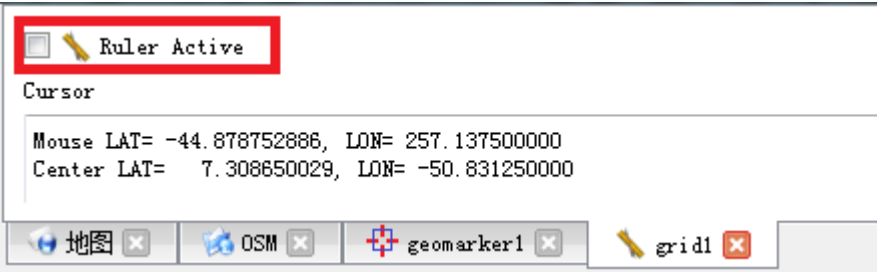 Ruler Active
Cursor
Mouse LAT= -44.878752886, LON= 257.137500000
Center LAT=   7.308650029, LON= -50.831250000
地图 OSM geomarker1 grid1